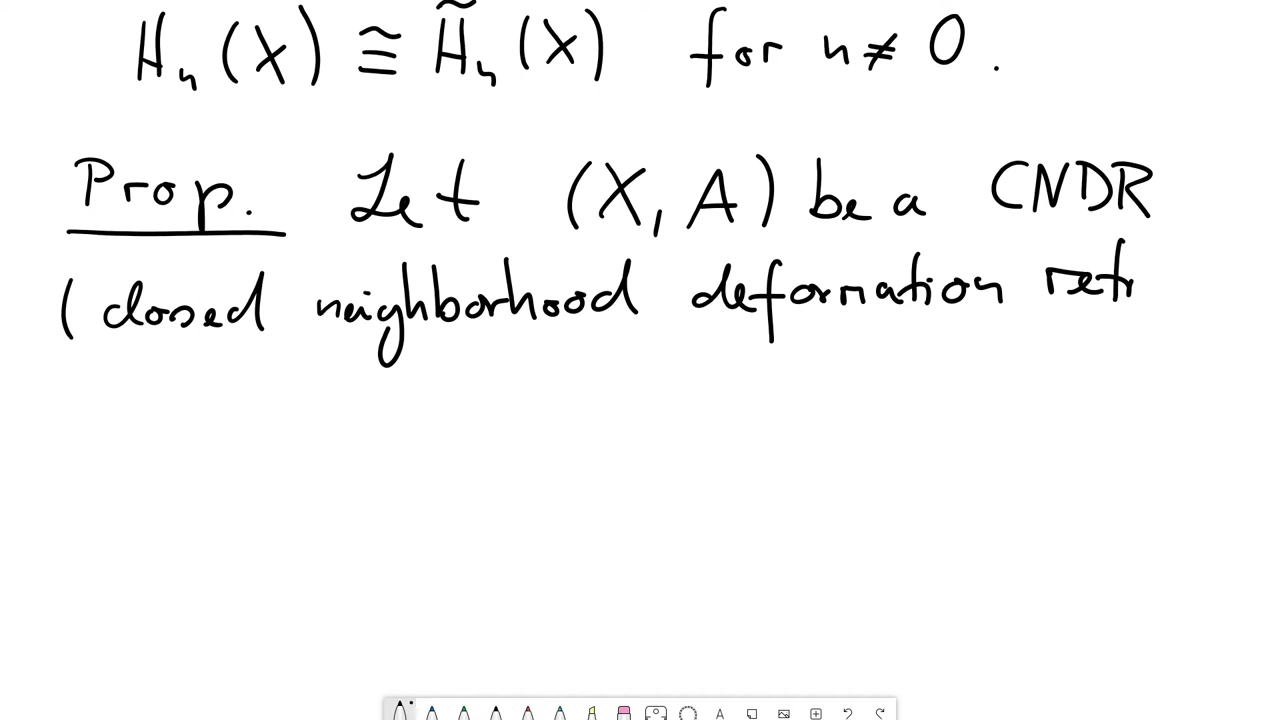 Hₙ(X) ≅ H̃ₙ(X) for n ≠ 0.
Prop. Let (X, A) be a CNDR
(closed neighborhood deformation retr